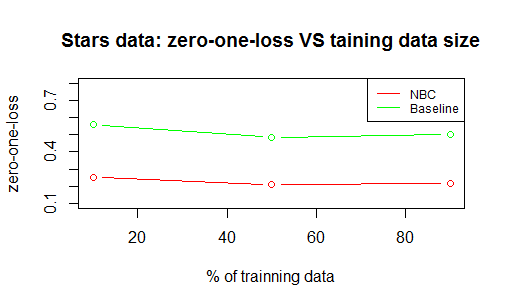 Stars data: zero-one-loss VS taining data size
zero-one-loss
0.7
0.4
0.1
NBC
Baseline
20
40
60
80
% of trainning data